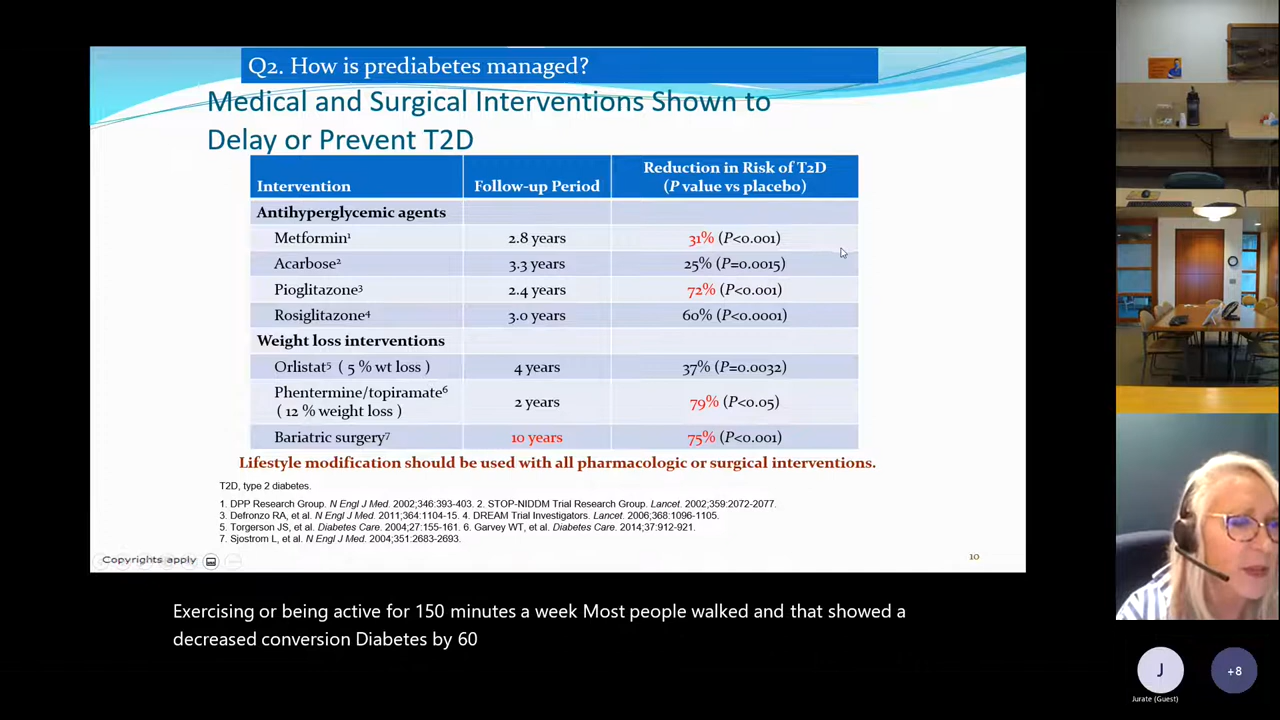 Q2. How is prediabetes managed?
Medical and Surgical Interventions Shown to
Delay or Prevent T2D
Intervention Follow-up Period Reduction in Risk of T2D
(P value vs placebo)
Antihyperglycemic agents
Metformin¹ 2.8 years 31% (P<0.001)
Acarbose² 3.3 years 25% (P=0.0015)
Pioglitazone³ 2.4 years 72% (P<0.001)
Rosiglitazone⁴ 3.0 years 60% (P<0.0001)
Weight loss interventions
Orlistat⁵ ( 5 % wt loss ) 4 years 37% (P=0.0032)
Phentermine/topiramate⁶
( 12 % weight loss ) 2 years 79% (P<0.05)
Bariatric surgery⁷ 10 years 75% (P<0.001)
Lifestyle modification should be used with all pharmacologic or surgical interventions.
T2D, type 2 diabetes.
1. DPP Research Group. N Engl J Med. 2002;346:393-403. 2. STOP-NIDDM Trial Research Group. Lancet. 2002;359:2072-2077.
3. Defronzo RA, et al. N Engl J Med. 2011;364:1104-15. 4. DREAM Trial Investigators. Lancet. 2006;368:1096-1105.
5. Torgerson JS, et al. Diabetes Care. 2004;27:155-161. 6. Garvey WT, et al. Diabetes Care. 2014;37:912-921.
7. Sjostrom L, et al. N Engl J Med. 2004;351:2683-2693.
Copyrights apply
10
Exercising or being active for 150 minutes a week Most people walked and that showed a
decreased conversion Diabetes by 60
J
Jurate (Guest)
+8